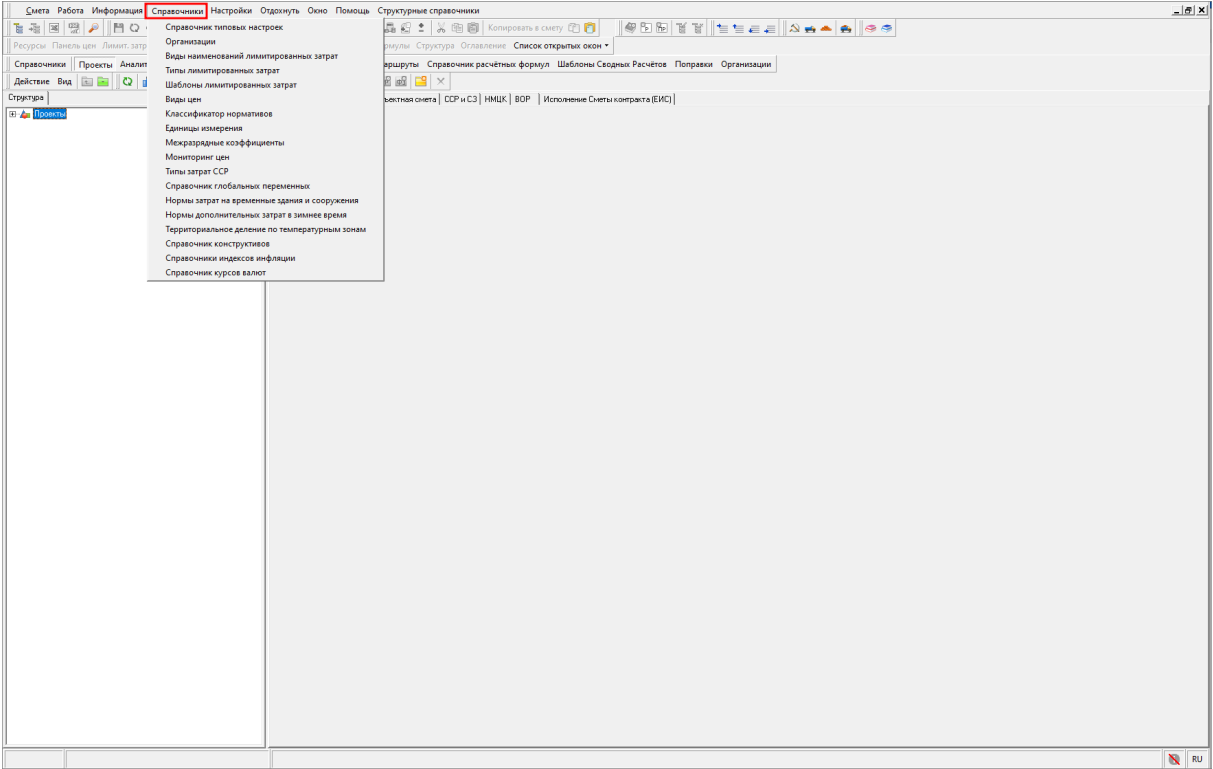 Смета Работа Информация Справочники Настройки Отдохнуть Окно Помощь Структурные справочники
Копировать в смету
Ресурсы Панель цен Лимит. затр
Структура Оглавление Список открытых окон
Справочники Проекты
Справочник расчётных формул Шаблоны Сводных Расчётов Поправки Организации
Действие Вид
Структура
смета ССР и СЗ НМЦК ВОР Исполнение Сметы контракта (ЕИС)
Проекты
Справочник типовых настроек
Организации
Виды наименований лимитированных затрат
Типы лимитированных затрат
Шаблоны лимитированных затрат
Виды цен
Классификатор нормативов
Единицы измерения
Межразрядные коэффициенты
Мониторинг цен
Типы затрат ССР
Справочник глобальных переменных
Нормы затрат на временные здания и сооружения
Нормы дополнительных затрат в зимнее время
Территориальное деление по температурным зонам
Справочник конструктивов
Справочники индексов инфляции
Справочник курсов валют
RU